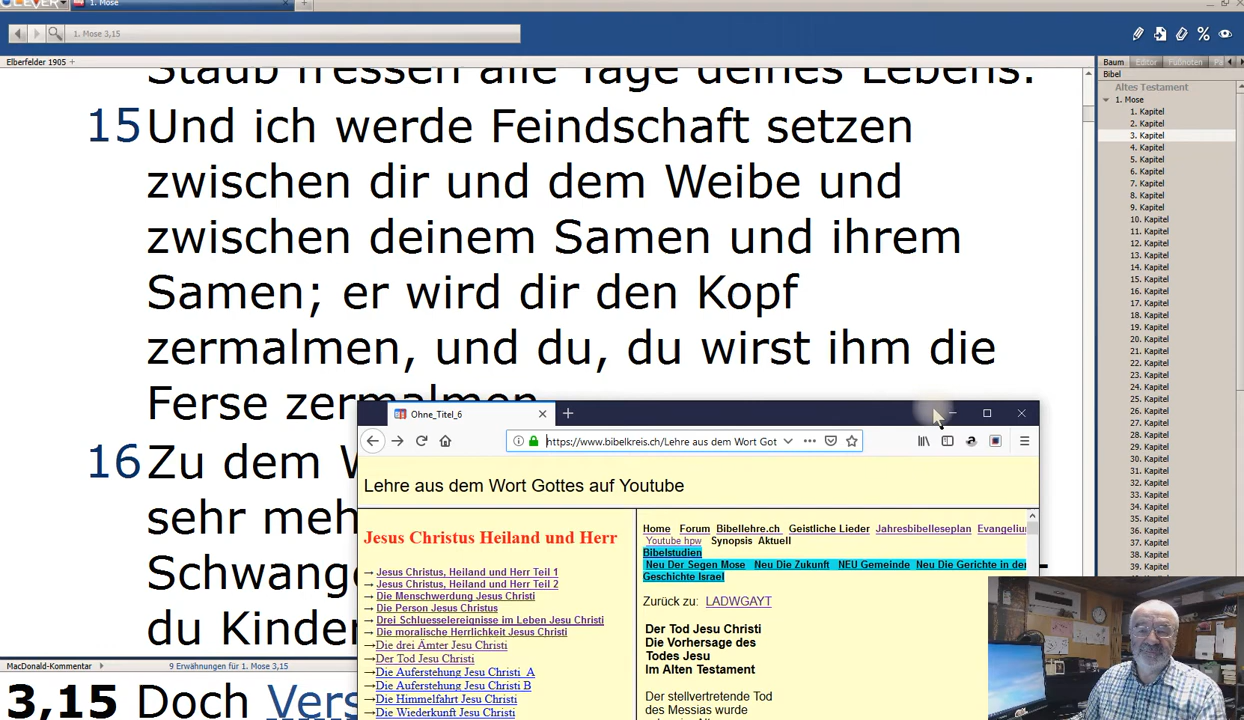 CLEVER
1. Mose
1. Mose 3,15
Elberfelder 1905 +
Staub fressen alle Tage deines Lebens.
15 Und ich werde Feindschaft setzen
zwischen dir und dem Weibe und
zwischen deinem Samen und ihrem
Samen; er wird dir den Kopf
zermalmen, und du, du wirst ihm die
Ferse zermalmen.
16 Zu dem W
sehr meh
Schwange
du Kinder
MacDonald-Kommentar
9 Erwähnungen für 1. Mose 3,15
3,15 Doch Vers
Baum Editor Fußnoten Pa
Bibel
Altes Testament
1. Mose
1. Kapitel
2. Kapitel
3. Kapitel
4. Kapitel
5. Kapitel
6. Kapitel
7. Kapitel
8. Kapitel
9. Kapitel
10. Kapitel
11. Kapitel
12. Kapitel
13. Kapitel
14. Kapitel
15. Kapitel
16. Kapitel
17. Kapitel
18. Kapitel
19. Kapitel
20. Kapitel
21. Kapitel
22. Kapitel
23. Kapitel
24. Kapitel
25. Kapitel
26. Kapitel
27. Kapitel
28. Kapitel
29. Kapitel
30. Kapitel
31. Kapitel
32. Kapitel
33. Kapitel
34. Kapitel
35. Kapitel
36. Kapitel
37. Kapitel
38. Kapitel
39. Kapitel
40. Kapitel
Ohne_Titel_6
https://www.bibelkreis.ch/Lehre aus dem Wort Got
Lehre aus dem Wort Gottes auf Youtube
Jesus Christus Heiland und Herr
→ Jesus Christus, Heiland und Herr Teil 1
→ Jesus Christus, Heiland und Herr Teil 2
→ Die Menschwerdung Jesus Christi
→ Die Person Jesus Christus
→ Drei Schluesselereignisse im Leben Jesu Christi
→ Die moralische Herrlichkeit Jesus Christi
→Die drei Ämter Jesu Christi
→Der Tod Jesu Christi
→Die Auferstehung Jesu Christi A
→Die Auferstehung Jesu Christi B
→Die Himmelfahrt Jesu Christi
→Die Wiederkunft Jesu Christi
Home Forum Bibellehre.ch Geistliche Lieder Jahresbibelleseplan Evangeliu
Youtube hpw Synopsis Aktuell
Bibelstudien
Neu Der Segen Mose Neu Die Zukunft NEU Gemeinde Neu Die Gerichte in der
Geschichte Israel
Zurück zu: LADWGAYT
Der Tod Jesu Christi
Die Vorhersage des
Todes Jesu
Im Alten Testament
Der stellvertretende Tod
des Messias wurde